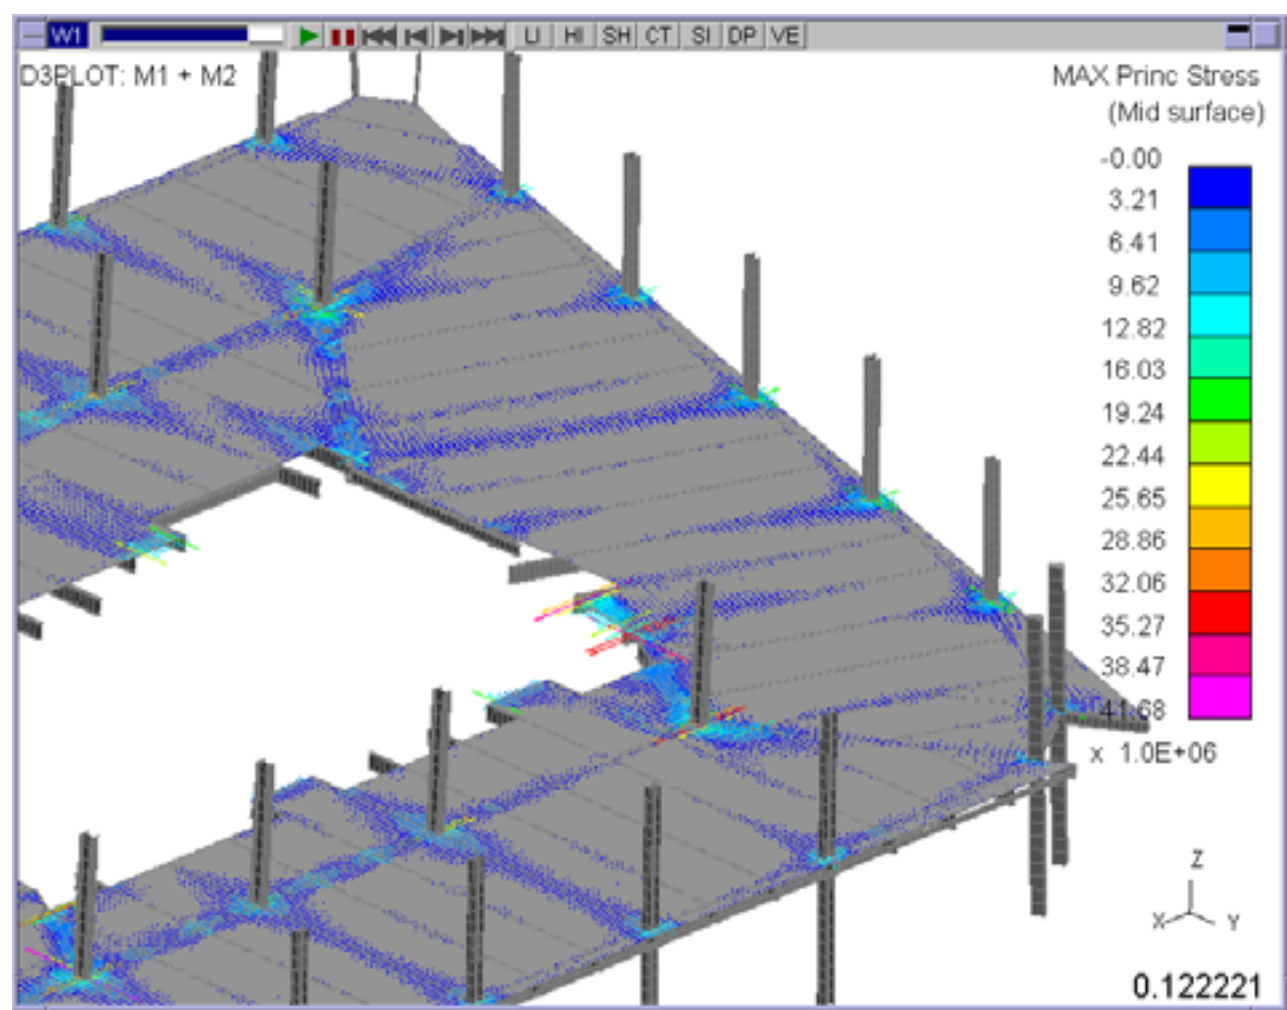 W1 U HI SH CT SI DP VE
D3PLOT: M1 + M2
MAX Princ Stress
(Mid surface)
-0.00
3.21
6.41
9.62
12.82
16.03
19.24
22.44
25.65
28.86
32.06
35.27
38.47
41.68
x 1.0E+06
Z
X Y
0.122221